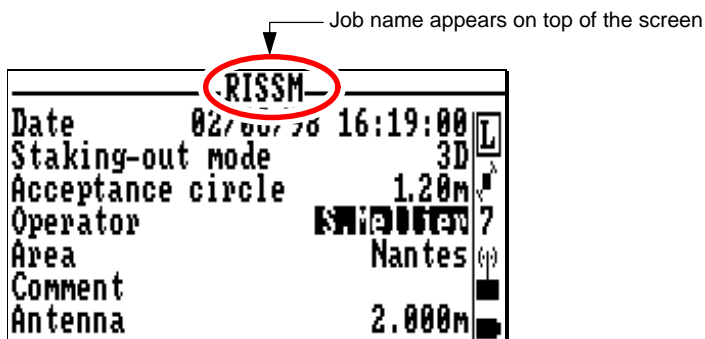 Job name appears on top of the screen
RISSM
Date 16:19:00
Staking-out mode 3D
Acceptance circle 1.20m
Operator
Area Nantes
Comment
Antenna 2.000m
L
7